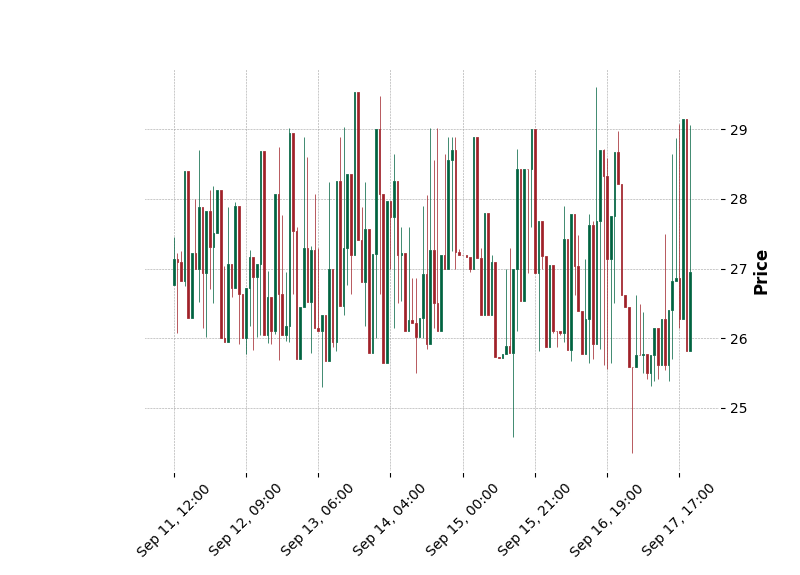 29
28
27
26
25
Price
Sep 11, 12:00
Sep 12, 09:00
Sep 13, 06:00
Sep 14, 04:00
Sep 15, 00:00
Sep 15, 21:00
Sep 16, 19:00
Sep 17, 17:00